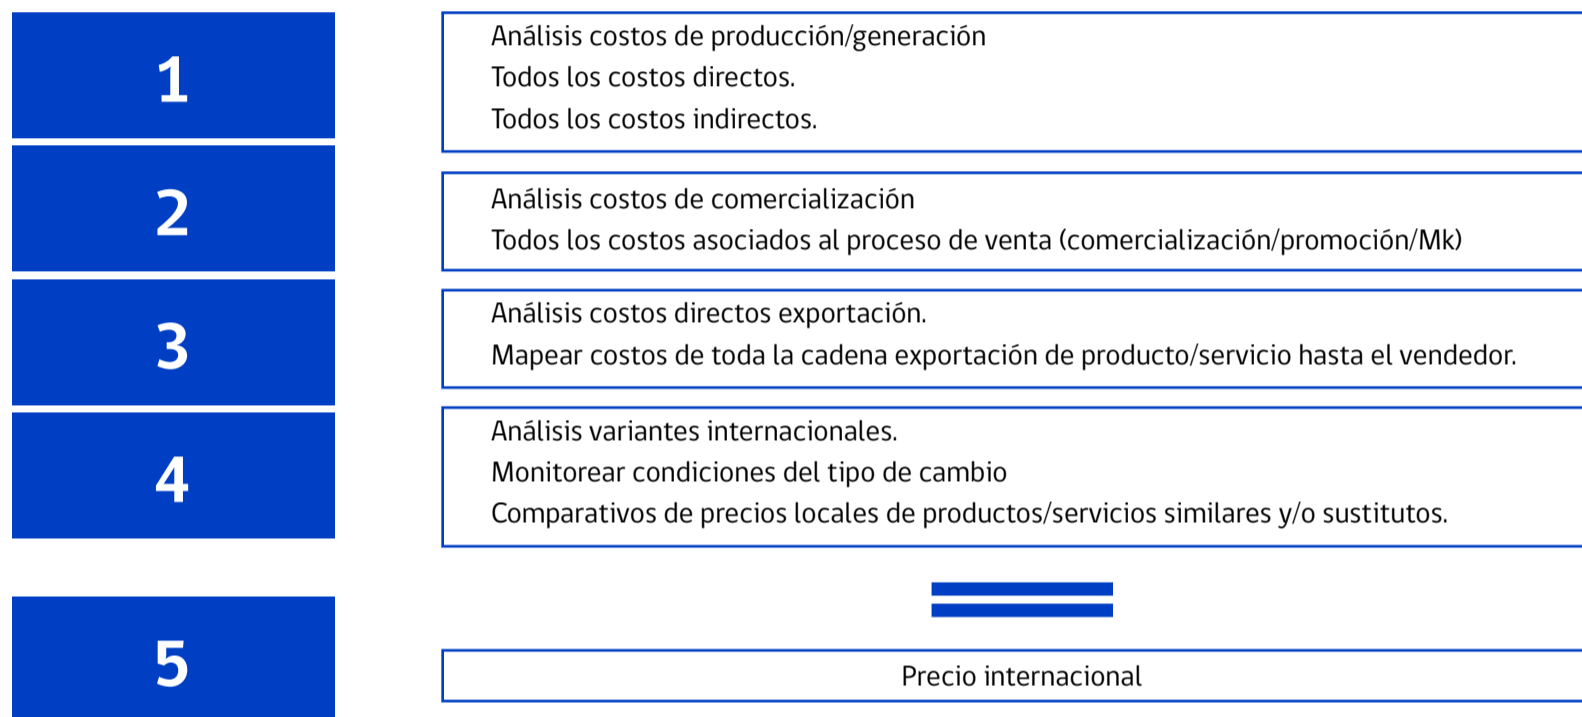 1
Análisis costos de producción/generación
Todos los costos directos.
Todos los costos indirectos.
2
Análisis costos de comercialización
Todos los costos asociados al proceso de venta (comercialización/promoción/Mk)
3
Análisis costos directos exportación.
Mapear costos de toda la cadena exportación de producto/servicio hasta el vendedor.
4
Análisis variantes internacionales.
Monitorear condiciones del tipo de cambio
Comparativos de precios locales de productos/servicios similares y/o sustitutos.
5
Precio internacional